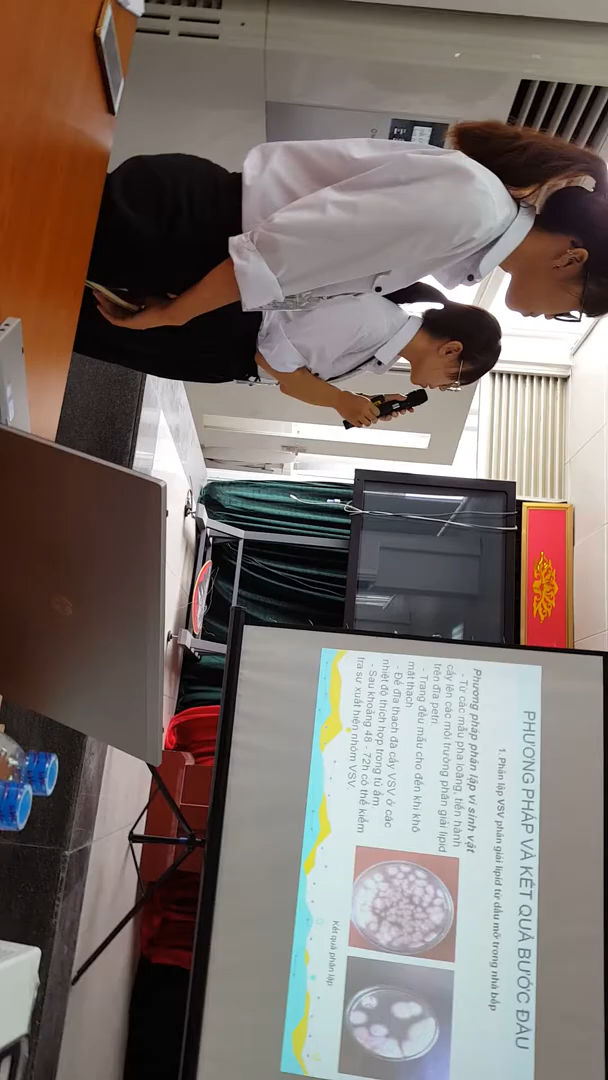 PHƯƠNG PHÁP VÀ KẾT QUẢ BƯỚC ĐẦU
1. Phân lập VSV phân giải lipid từ dầu mỡ trong nhà bếp
Phương pháp phân lập vi sinh vật
- Từ các mẫu pha loãng, tiến hành
cấy lên các môi trường phân giải lipid
trên đĩa petri
- Trang đều mẫu cho đến khi khô
mặt thạch
- Để đĩa thạch đã cấy VSV ở các
nhiệt độ thích hợp trong tủ ấm
- Sau khoảng 48 - 72h có thể kiểm
tra sự xuất hiện nhóm VSV
Kết quả phân lập